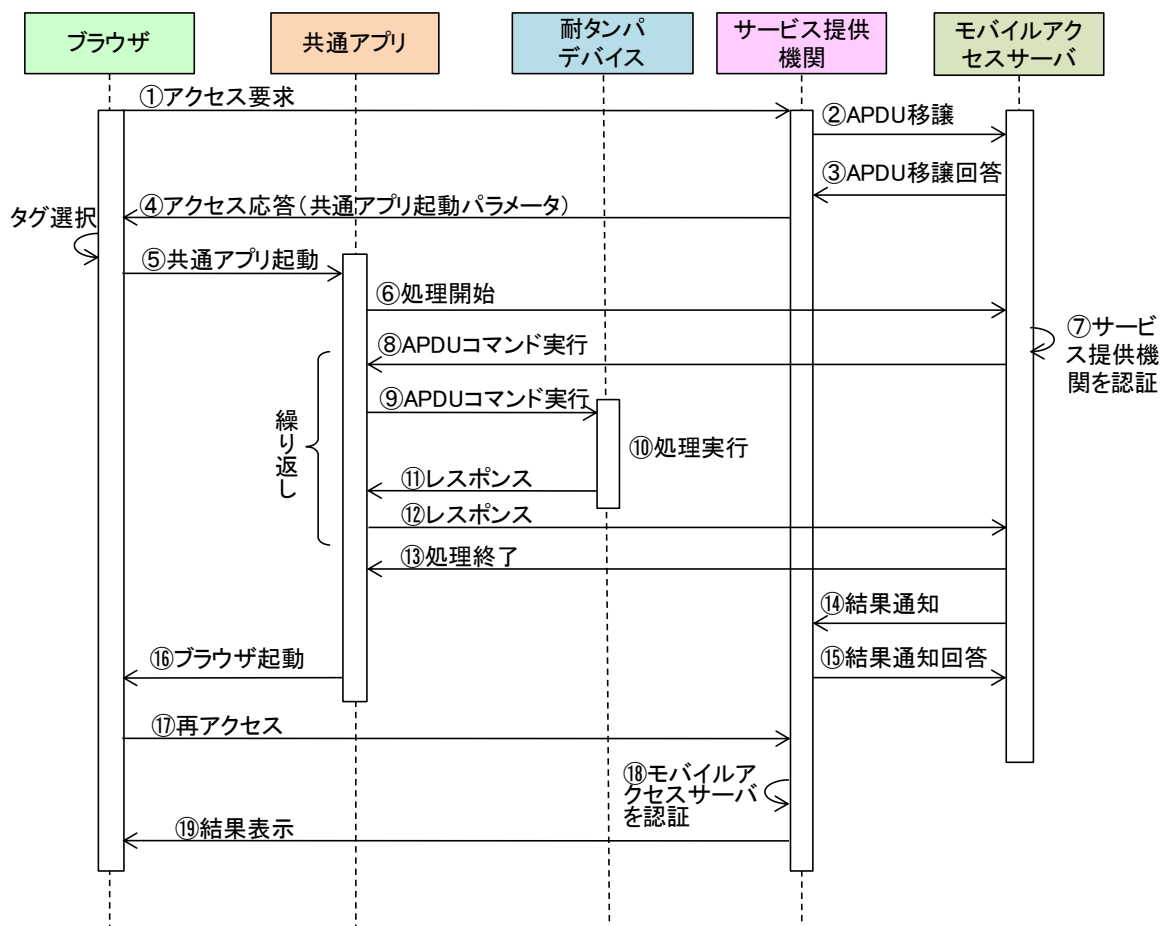 ブラウザ
共通アプリ
耐タンパ
デバイス
サービス提供
機関
モバイルアク
セスサーバ
①アクセス要求
②APDU移譲
③APDU移譲回答
④アクセス応答（共通アプリ起動パラメータ）
タグ選択
⑤共通アプリ起動
⑥処理開始
⑦サービ
ス提供機
関を認証
⑧APDUコマンド実行
⑨APDUコマンド実行
繰り返し
⑩処理実行
⑪レスポンス
⑫レスポンス
⑬処理終了
⑭結果通知
⑮結果通知回答
⑯ブラウザ起動
⑰再アクセス
⑱モバイルア
クセスサーバ
を認証
⑲結果表示